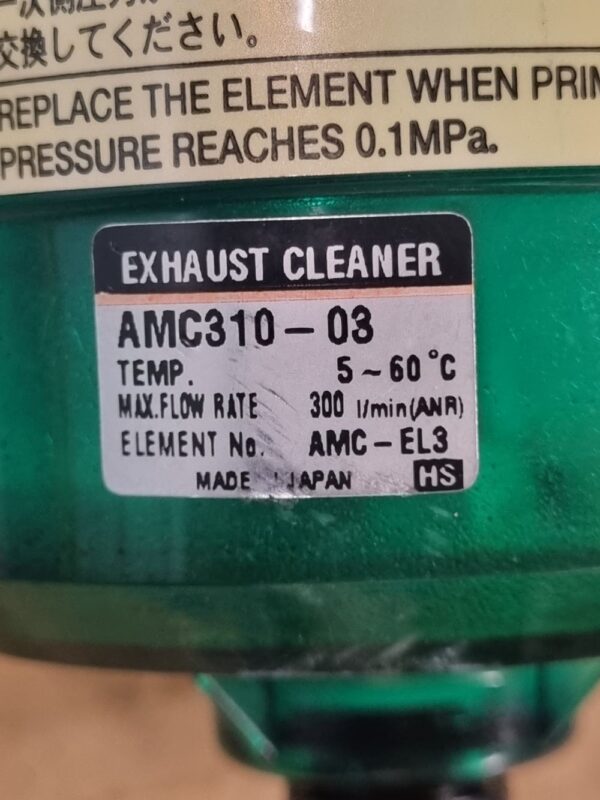 交換してください。
REPLACE THE ELEMENT WHEN
PRESSURE REACHES 0.1MPa.
EXHAUST CLEANER
AMC310-03
TEMP. 5~60°C
MAX.FLOW RATE 300 l/min(ANR)
ELEMENT No. AMC-EL3
MADE JAPAN HS